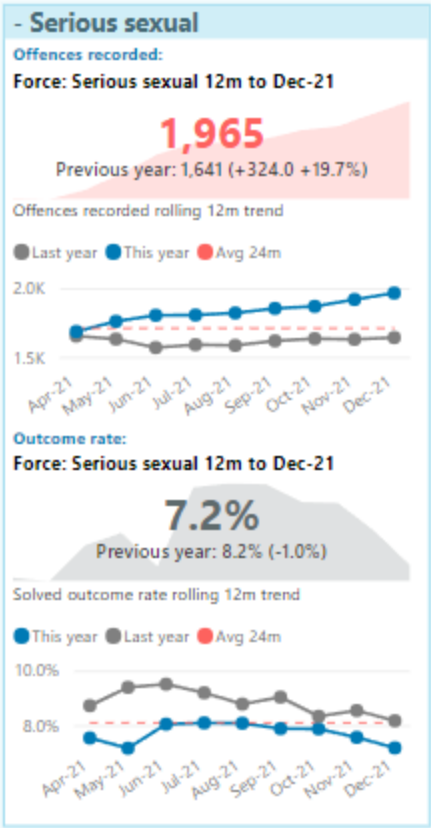 - Serious sexual
Offences recorded:
Force: Serious sexual 12m to Dec-21
1,965
Previous year: 1,641 (+324.0 +19.7%)
Offences recorded rolling 12m trend
Last year This year Avg 24m
2.0K
1.5K
Apr-21 May-21 Jun-21 Jul-21 Aug-21 Sep-21 Oct-21 Nov-21 Dec-21
Outcome rate:
Force: Serious sexual 12m to Dec-21
7.2%
Previous year: 8.2% (-1.0%)
Solved outcome rate rolling 12m trend
This year Last year Avg 24m
10.0%
8.0%
Apr-21 May-21 Jun-21 Jul-21 Aug-21 Sep-21 Oct-21 Nov-21 Dec-21